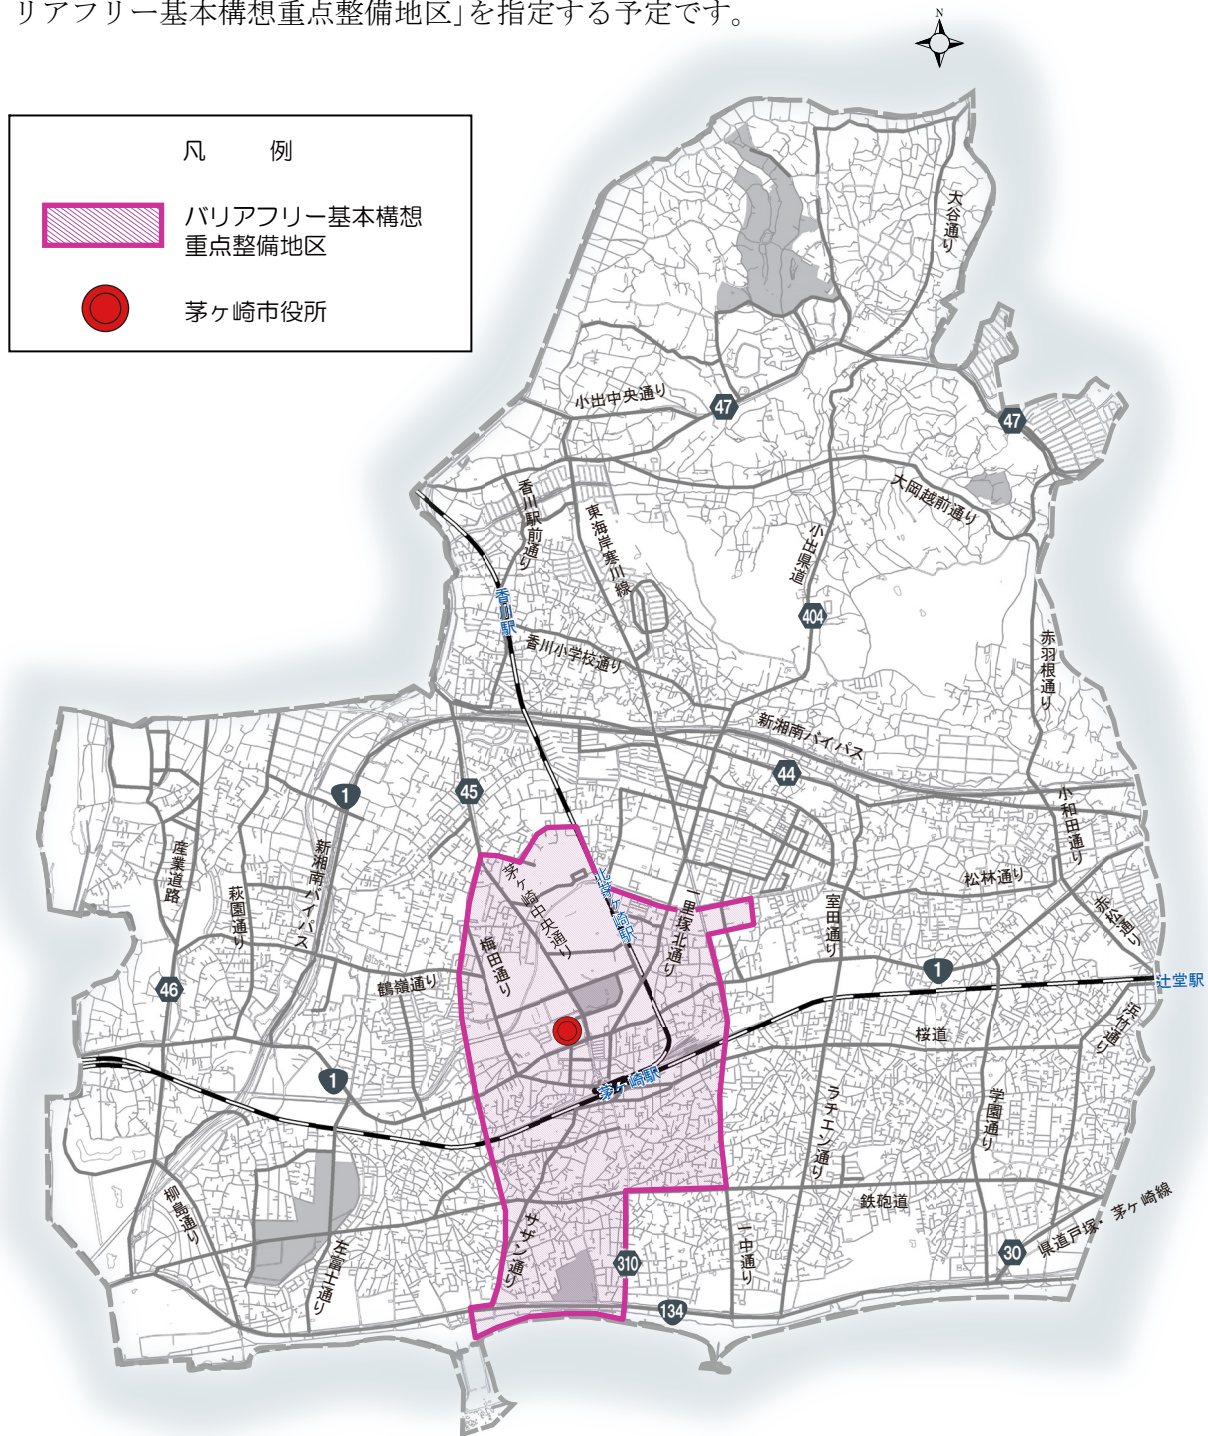 リアフリー基本構想重点整備地区」を指定する予定です。
N
凡 例
バリアフリー基本構想
重点整備地区
茅ヶ崎市役所
大谷通り
小出中央通り
47
47
大岡越前通り
香川駅前通り
東海岸寒川線
小出県道
404
香川駅
香川小学校通り
赤羽根通り
新湘南バイパス
44
1
45
小和田通り
産業道路
萩園通り
新湘南バイパス
茅ヶ崎中央通り
北茅ヶ崎駅
一里塚北通り
松林通り
室田通り
赤松通り
梅田通り
鶴嶺通り
46
1
辻堂駅
浜竹通り
桜道
茅ヶ崎駅
1
ラチエン通り
学園通り
柳島通り
左富士通り
サザン通り
310
一中通り
鉄砲道
30
県道戸塚・茅ヶ崎線
134